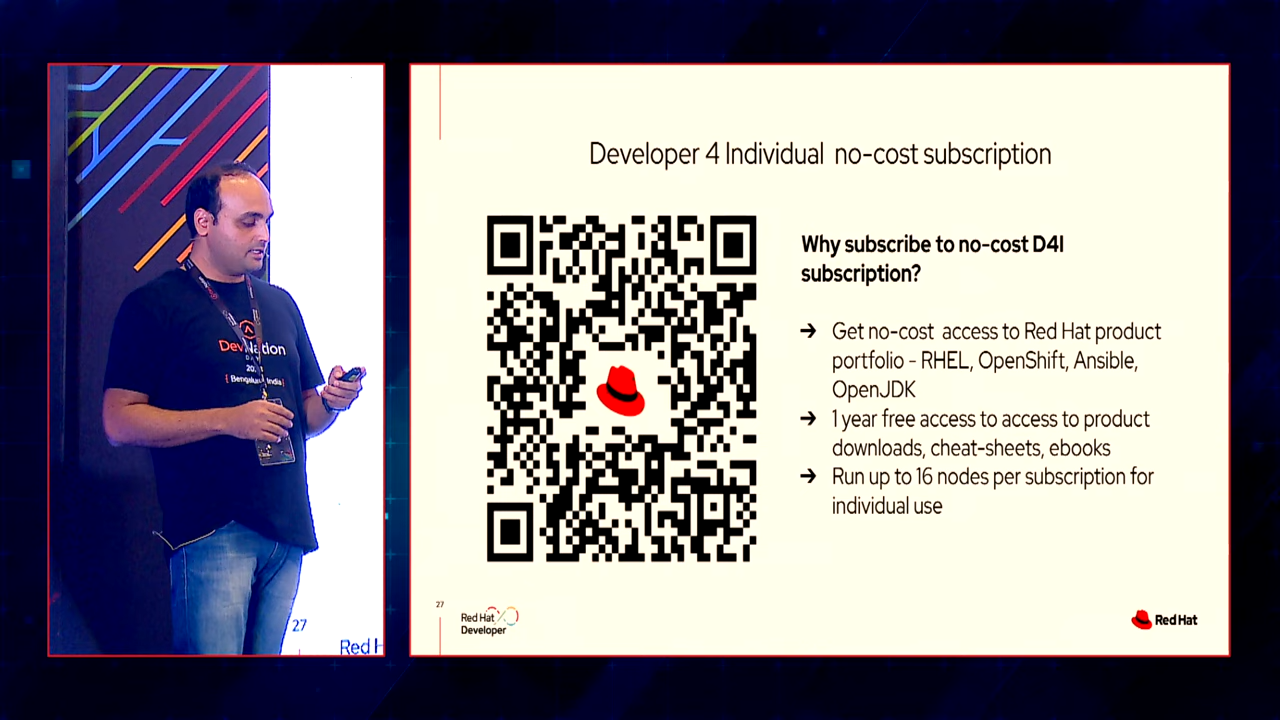 DevNation
DAY
[ Bengaluru, India ]
27
Red H
Developer 4 Individual no-cost subscription
Why subscribe to no-cost D4I
subscription?
→ Get no-cost access to Red Hat product
portfolio - RHEL, OpenShift, Ansible,
OpenJDK
→ 1 year free access to access to product
downloads, cheat-sheets, ebooks
→ Run up to 16 nodes per subscription for
individual use
27
Red Hat
Developer
Red Hat